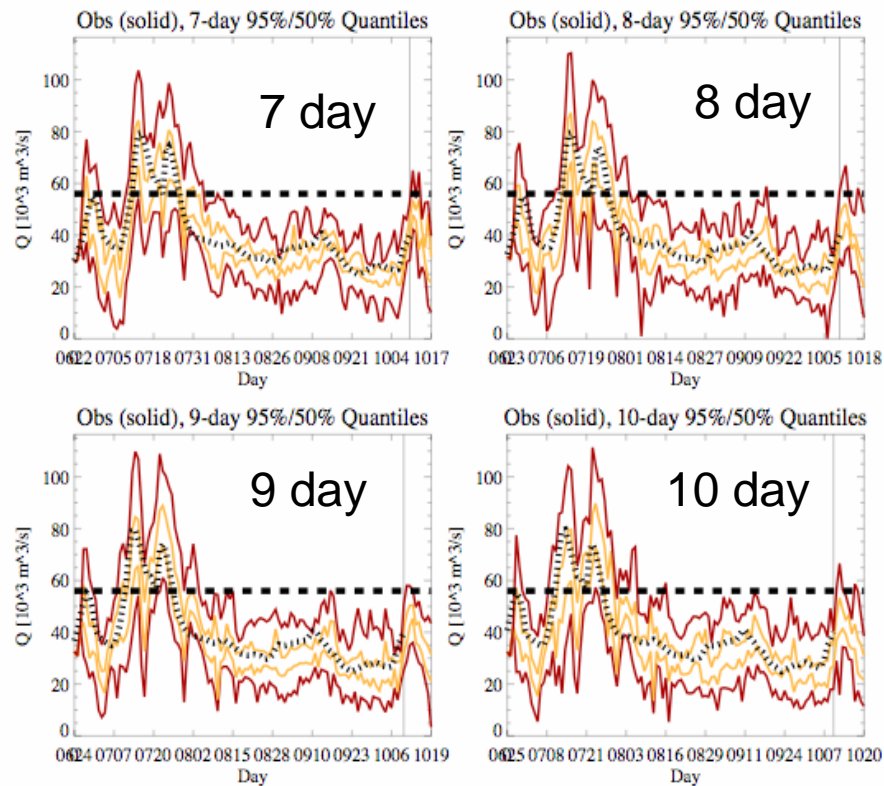 Obs (solid), 7-day 95%/50% Quantiles
7 day
Q [10^3 m^3/s]
100
80
60
40
20
0
0622 0705 0718 0731 0813 0826 0908 0921 1004 1017
Day
Obs (solid), 8-day 95%/50% Quantiles
8 day
Q [10^3 m^3/s]
100
80
60
40
20
0
0623 0706 0719 0801 0814 0827 0909 0922 1005 1018
Day
Obs (solid), 9-day 95%/50% Quantiles
9 day
Q [10^3 m^3/s]
100
80
60
40
20
0
0624 0707 0720 0802 0815 0828 0910 0923 1006 1019
Day
Obs (solid), 10-day 95%/50% Quantiles
10 day
Q [10^3 m^3/s]
100
80
60
40
20
0
0625 0708 0721 0803 0816 0829 0911 0924 1007 1020
Day